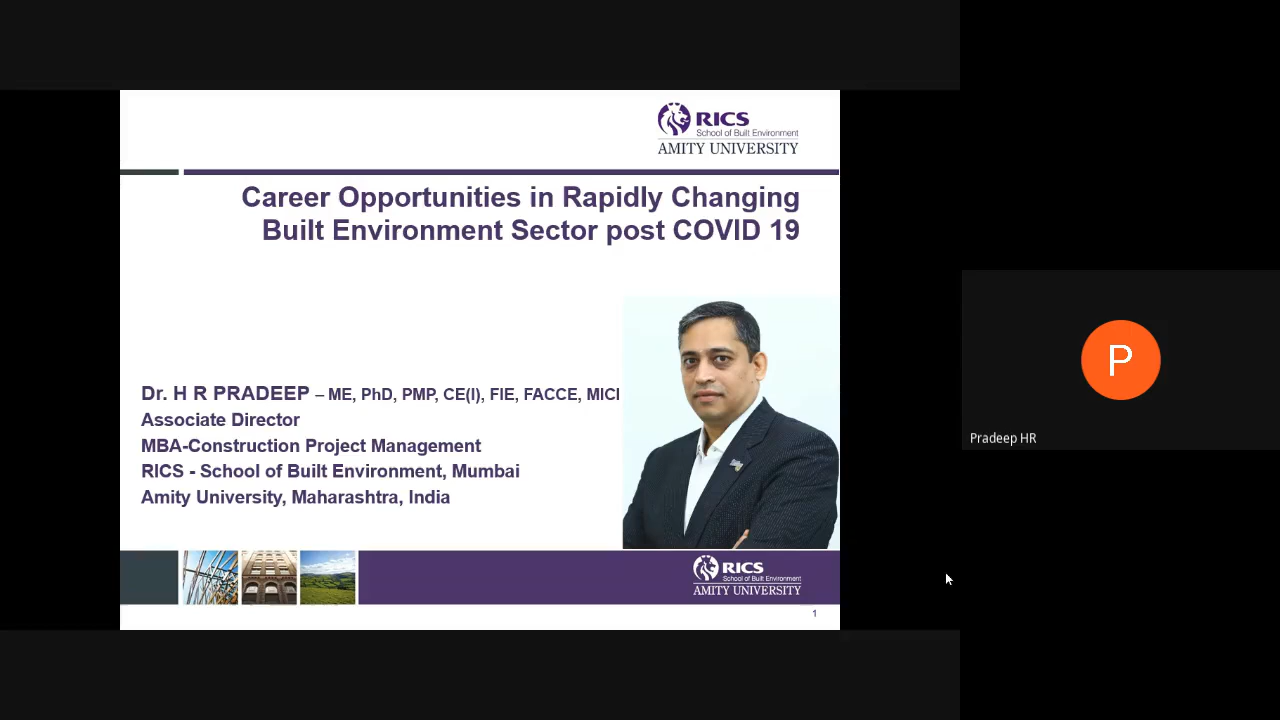 RICS
School of Built Environment
AMITY UNIVERSITY
Career Opportunities in Rapidly Changing
Built Environment Sector post COVID 19
Dr. H R PRADEEP – ME, PhD, PMP, CE(I), FIE, FACCE, MICI
Associate Director
MBA-Construction Project Management
RICS - School of Built Environment, Mumbai
Amity University, Maharashtra, India
RICS
School of Built Environment
AMITY UNIVERSITY
1
P
Pradeep HR